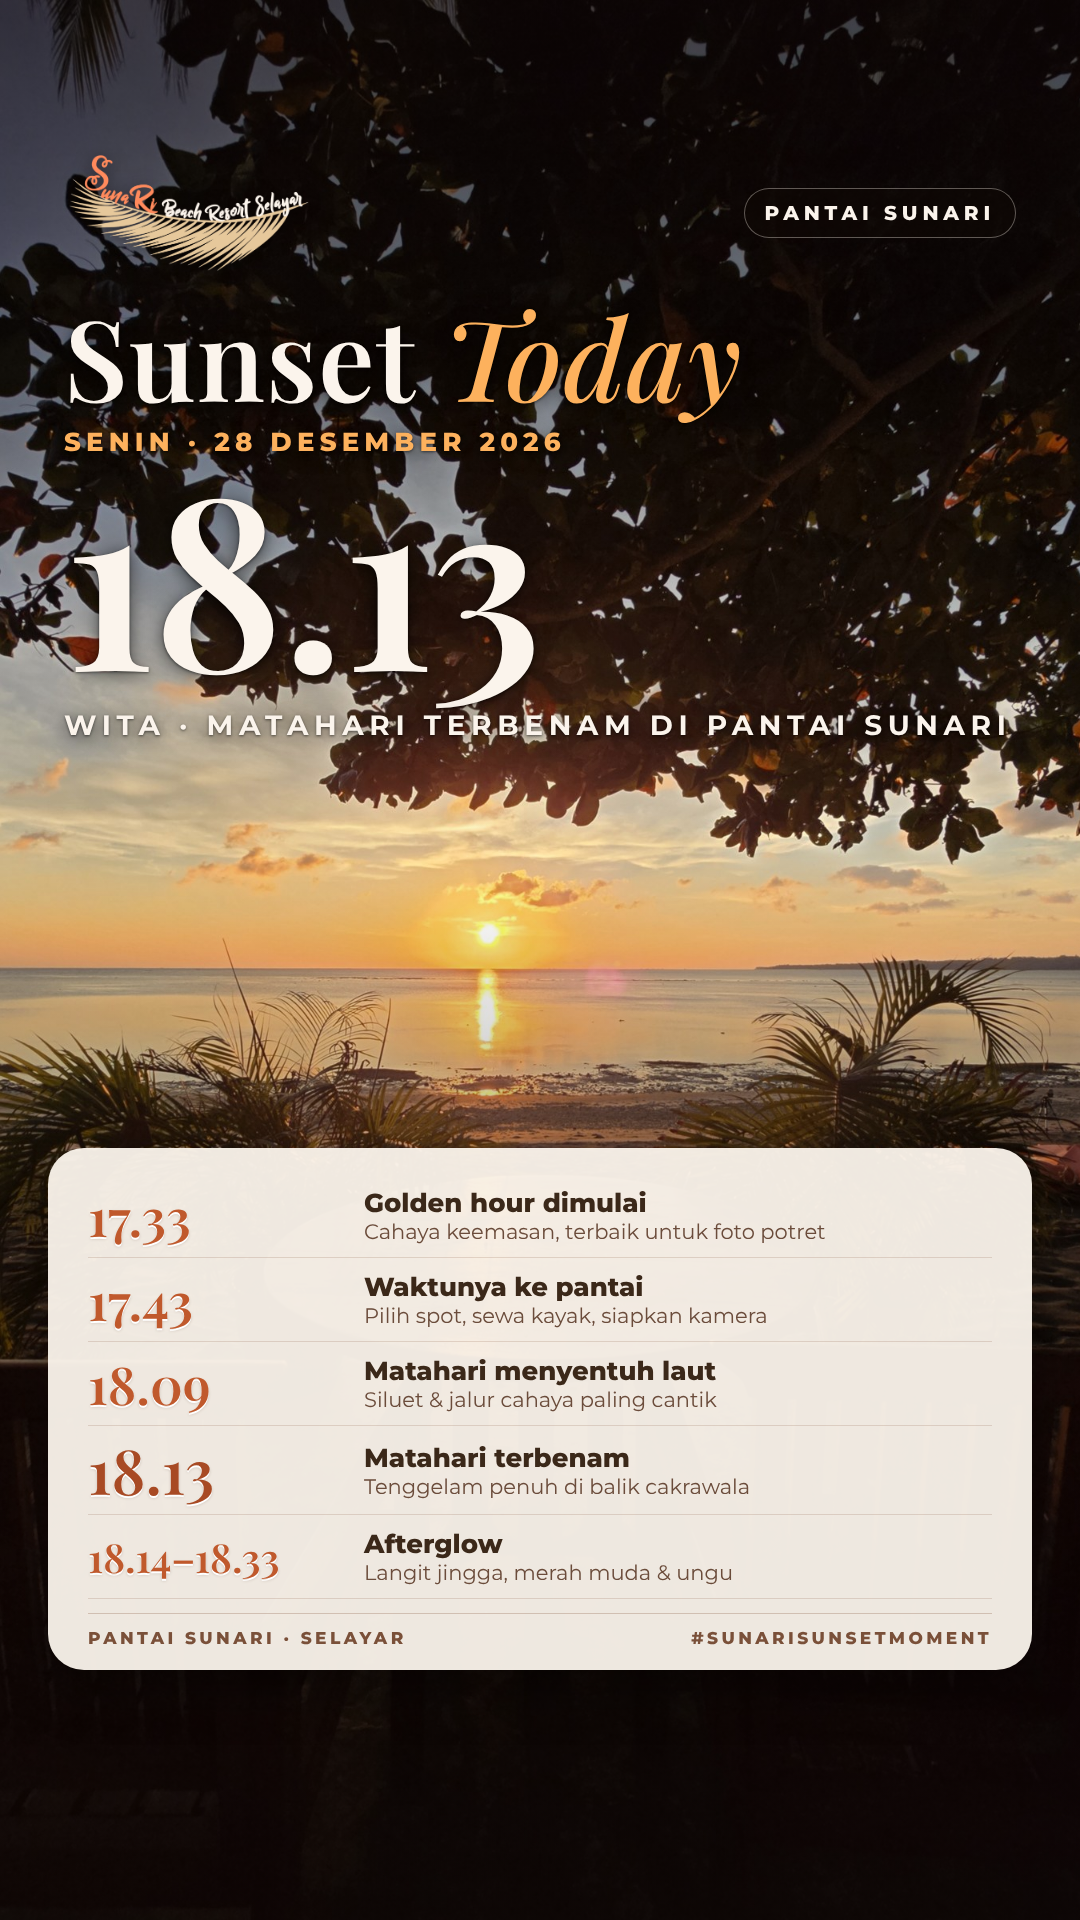 SunaRi Beach Resort Selayar
PANTAI SUNARI
Sunset Today
SENIN · 28 DESEMBER 2026
18.13
WITA · MATAHARI TERBENAM DI PANTAI SUNARI
17.33 Golden hour dimulai
Cahaya keemasan, terbaik untuk foto potret
17.43 Waktunya ke pantai
Pilih spot, sewa kayak, siapkan kamera
18.09 Matahari menyentuh laut
Siluet & jalur cahaya paling cantik
18.13 Matahari terbenam
Tenggelam penuh di balik cakrawala
18.14–18.33 Afterglow
Langit jingga, merah muda & ungu
PANTAI SUNARI · SELAYAR
#SUNARISUNSETMOMENT